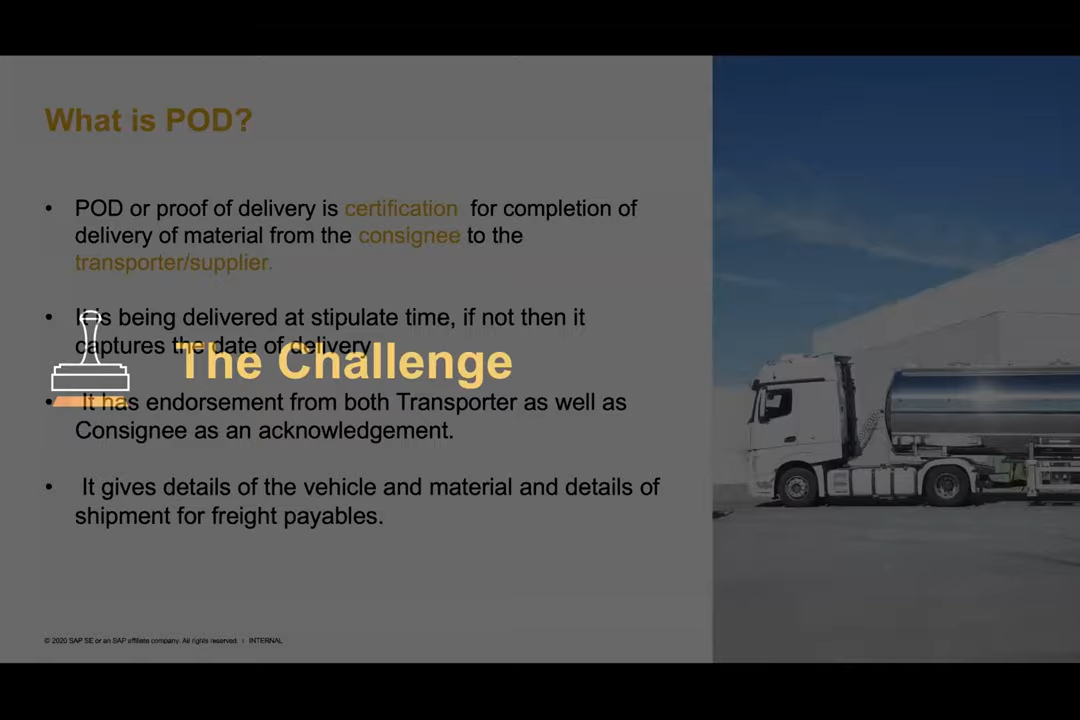 What is POD?
• POD or proof of delivery is certification for completion of
delivery of material from the consignee to the
transporter/supplier.
• It is being delivered at stipulate time, if not then it
captures the date of delivery
The Challenge
• It has endorsement from both Transporter as well as
Consignee as an acknowledgement.
• It gives details of the vehicle and material and details of
shipment for freight payables.
© 2020 SAP SE or an SAP affiliate company. All rights reserved. I INTERNAL